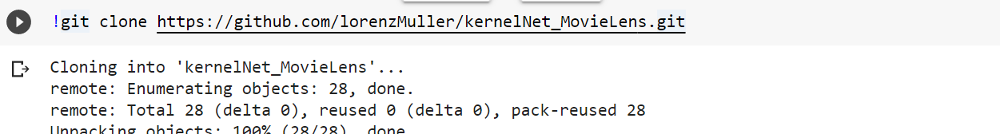 !git clone https://github.com/lorenzMuller/kernelNet_MovieLens.git
Cloning into 'kernelNet_MovieLens'...
remote: Enumerating objects: 28, done.
remote: Total 28 (delta 0), reused 0 (delta 0), pack-reused 28
Unpacking objects: 100% (28/28), done.